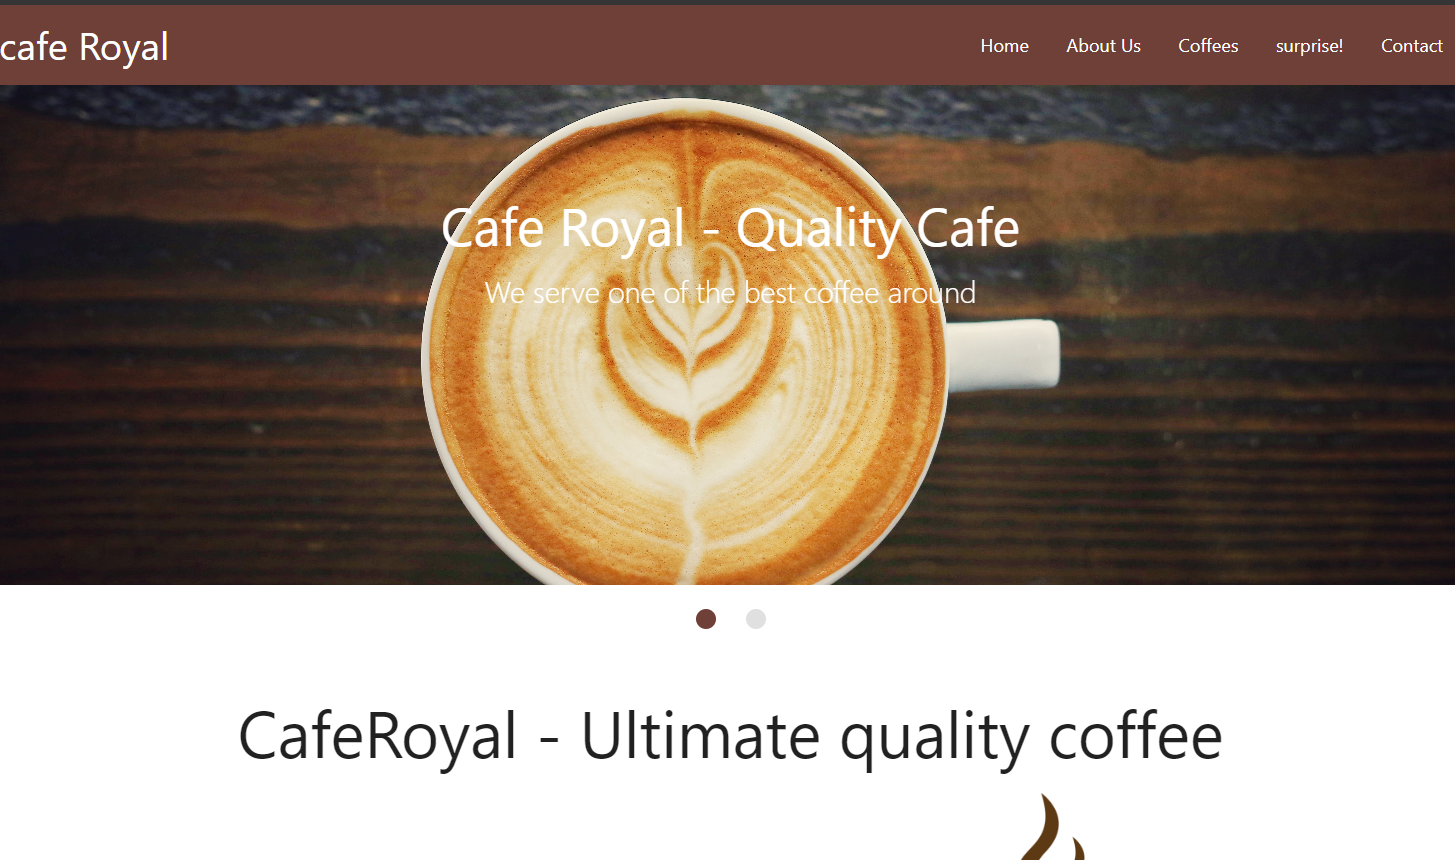 cafe Royal
Home About Us Coffees surprise! Contact
Cafe Royal - Quality Cafe
We serve one of the best coffee around
CafeRoyal - Ultimate quality coffee